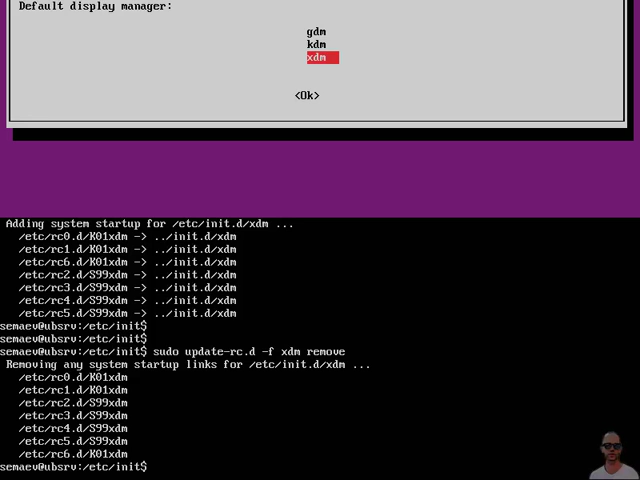 Default display manager:
gdm
kdm
xdm
<Ok>
Adding system startup for /etc/init.d/xdm ...
/etc/rc0.d/K01xdm -> ../init.d/xdm
/etc/rc1.d/K01xdm -> ../init.d/xdm
/etc/rc6.d/K01xdm -> ../init.d/xdm
/etc/rc2.d/S99xdm -> ../init.d/xdm
/etc/rc3.d/S99xdm -> ../init.d/xdm
/etc/rc4.d/S99xdm -> ../init.d/xdm
/etc/rc5.d/S99xdm -> ../init.d/xdm
semaev@ubsrv:/etc/init$
semaev@ubsrv:/etc/init$
semaev@ubsrv:/etc/init$ sudo update-rc.d -f xdm remove
Removing any system startup links for /etc/init.d/xdm ...
/etc/rc0.d/K01xdm
/etc/rc1.d/K01xdm
/etc/rc2.d/S99xdm
/etc/rc3.d/S99xdm
/etc/rc4.d/S99xdm
/etc/rc5.d/S99xdm
/etc/rc6.d/K01xdm
semaev@ubsrv:/etc/init$